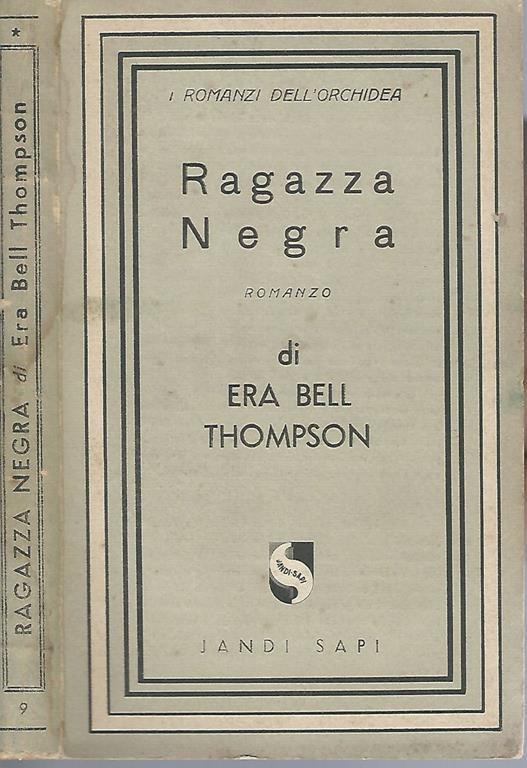 *
RAGAZZA NEGRA di Era Bell Thompson
9
I ROMANZI DELL'ORCHIDEA
Ragazza
Negra
ROMANZO
di
ERA BELL
THOMPSON
JANDI-SAPI
JANDI SAPI